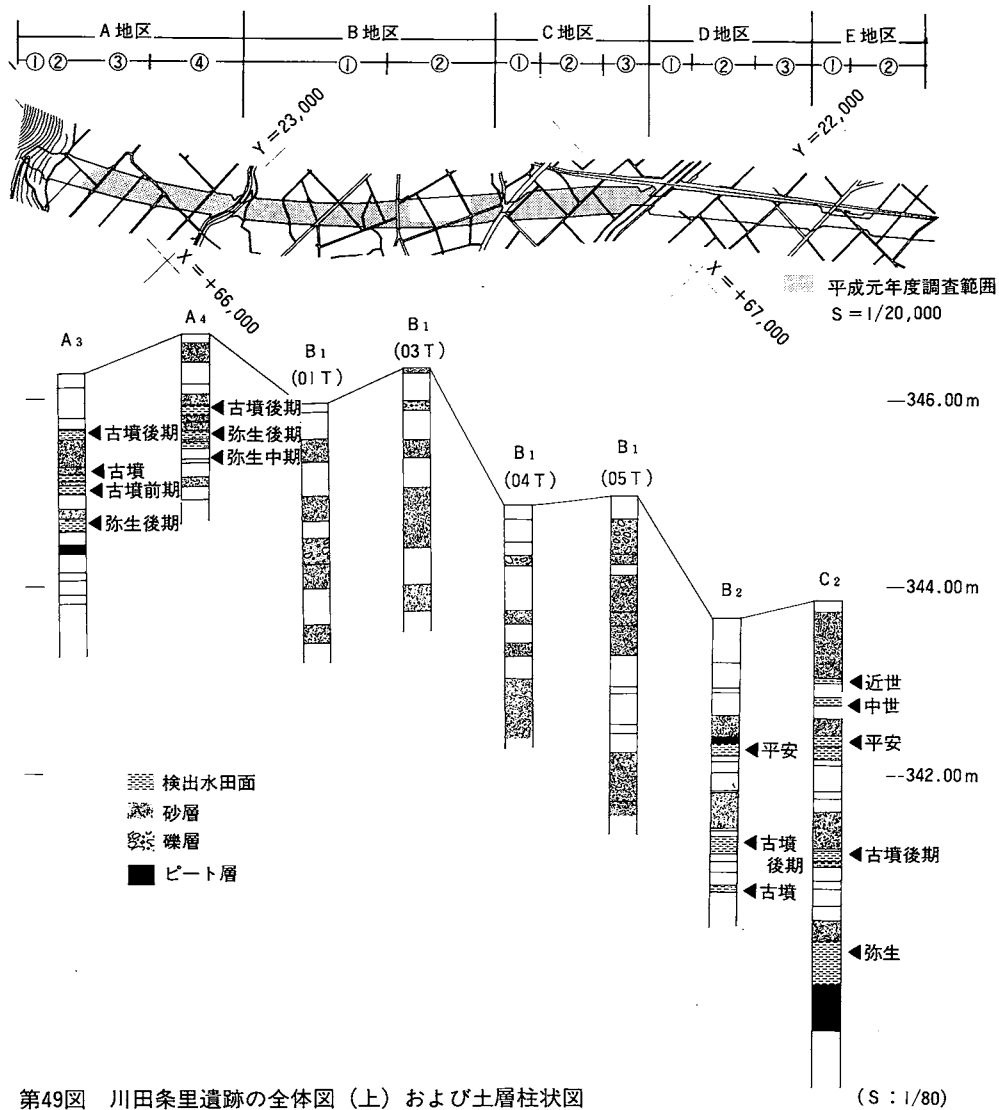 A地区 B地区 C地区 D地区 E地区
①② ③ ④ ① ② ① ② ③ ① ② ③ ① ②
Y=23,000
Y=22,000
X=+66,000
X=+67,000
平成元年度調査範囲
S=1/20,000
A3
A4
B1
(01T)
B1
(03T)
B1
(04T)
B1
(05T)
B2
C2
346.00m
344.00m
342.00m
◀古墳後期
◀古墳
◀古墳前期
◀弥生後期
◀古墳後期
◀弥生後期
◀弥生中期
◀平安
◀古墳
後期
◀古墳
◀近世
◀中世
◀平安
◀古墳後期
◀弥生
検出水田面
砂層
礫層
ピート層
第49図 川田条里遺跡の全体図(上)および土層柱状図 (S:1/80)